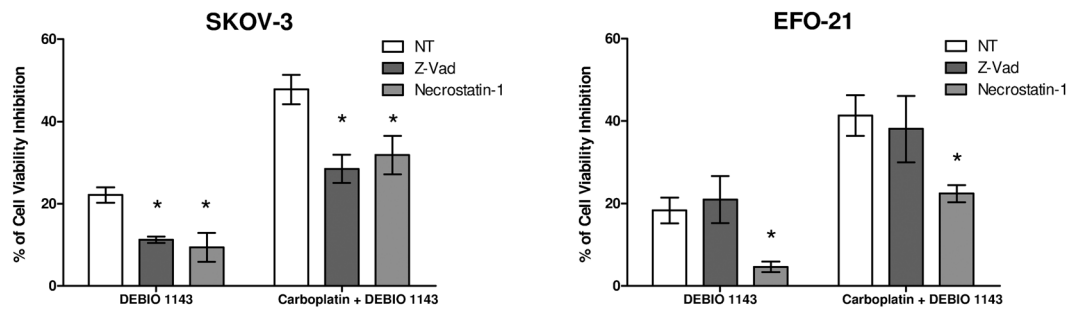 SKOV-3
60
40
20
0
% of Cell Viability Inhibition
NT
Z-Vad
Necrostatin-1
* * * *
DEBIO 1143
Carboplatin + DEBIO 1143
EFO-21
60
40
20
0
% of Cell Viability Inhibition
NT
Z-Vad
Necrostatin-1
* *
DEBIO 1143
Carboplatin + DEBIO 1143